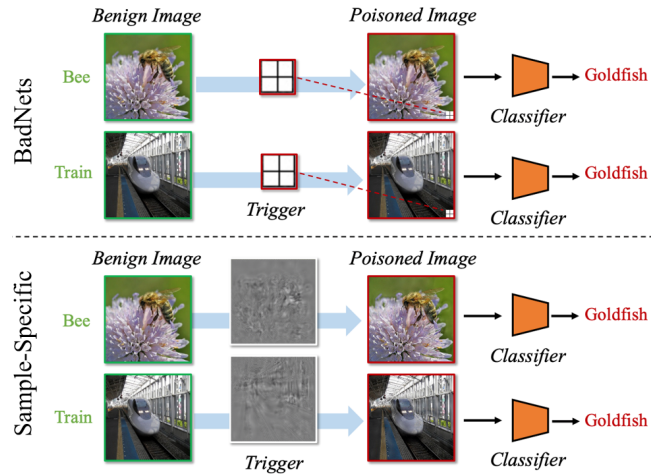 Benign Image
Poisoned Image
BadNets
Bee
Goldfish
Classifier
Train
Goldfish
Trigger
Classifier
Benign Image
Poisoned Image
Sample-Specific
Bee
Goldfish
Classifier
Train
Goldfish
Trigger
Classifier